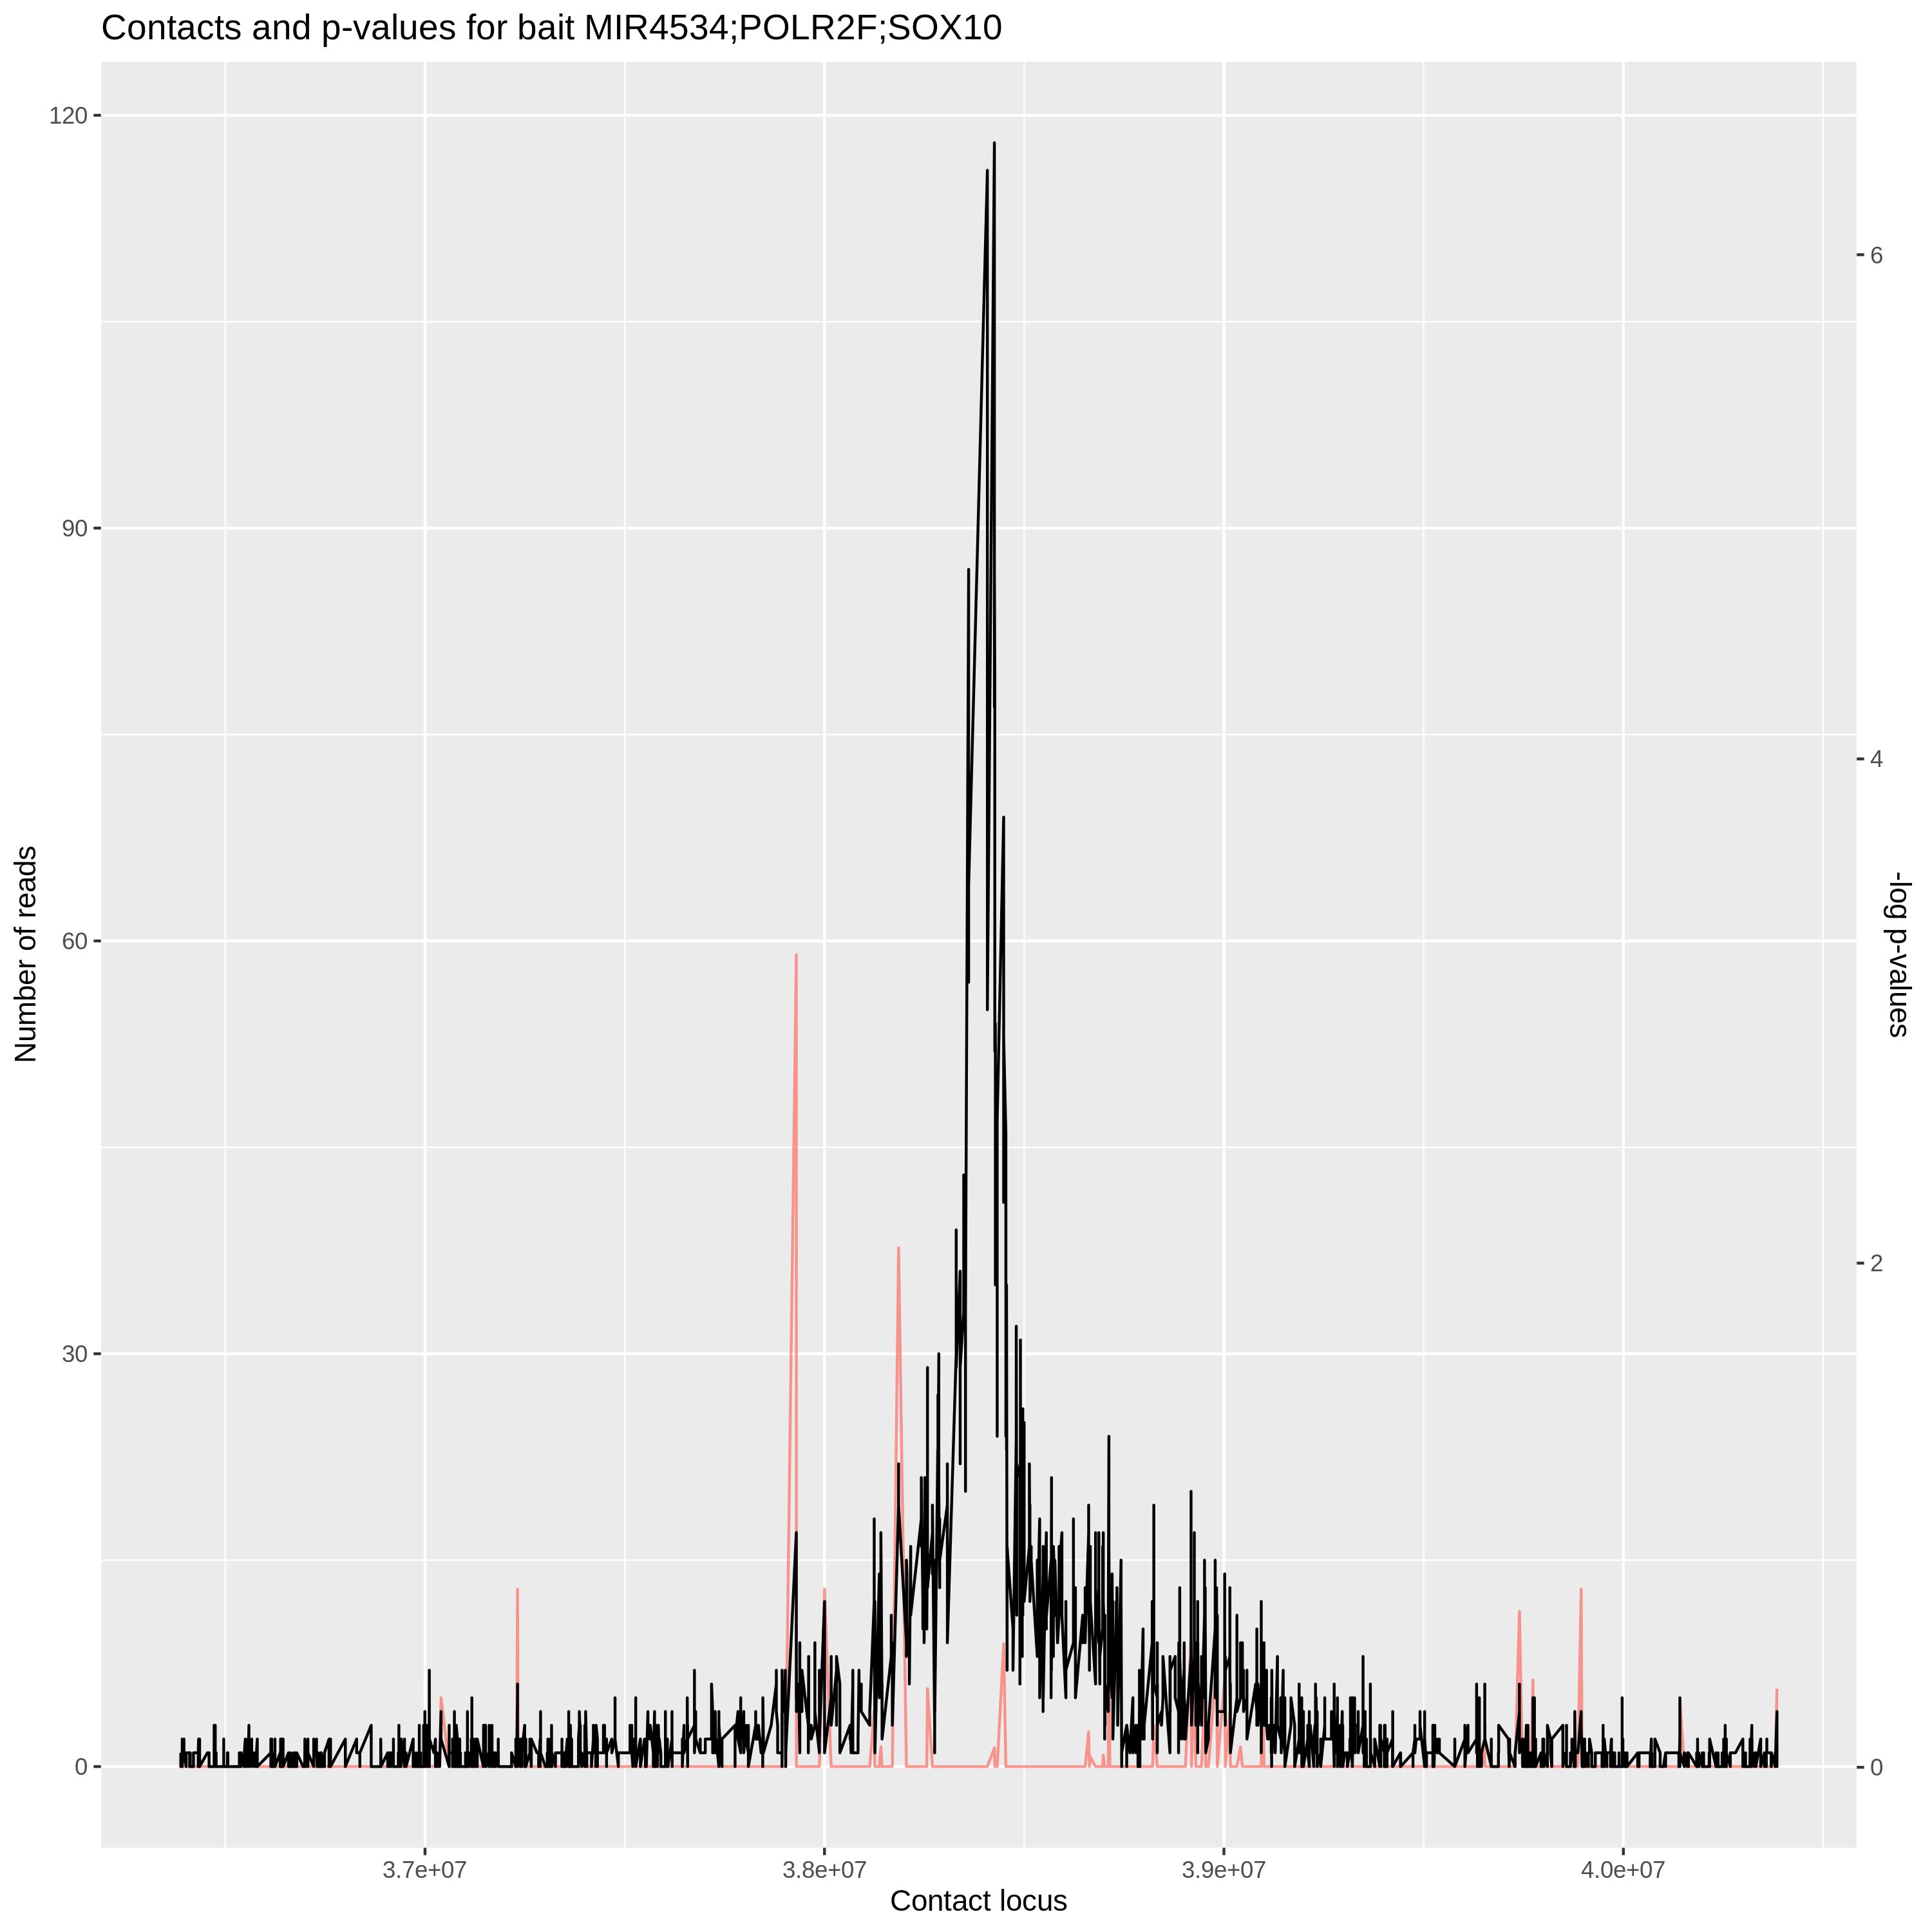 Contacts and p-values for bait MIR4534;POLR2F;SOX10
120
90
60
30
0
Number of reads
6
4
2
0
-log p-values
3.7e+07
3.8e+07
3.9e+07
4.0e+07
Contact locus